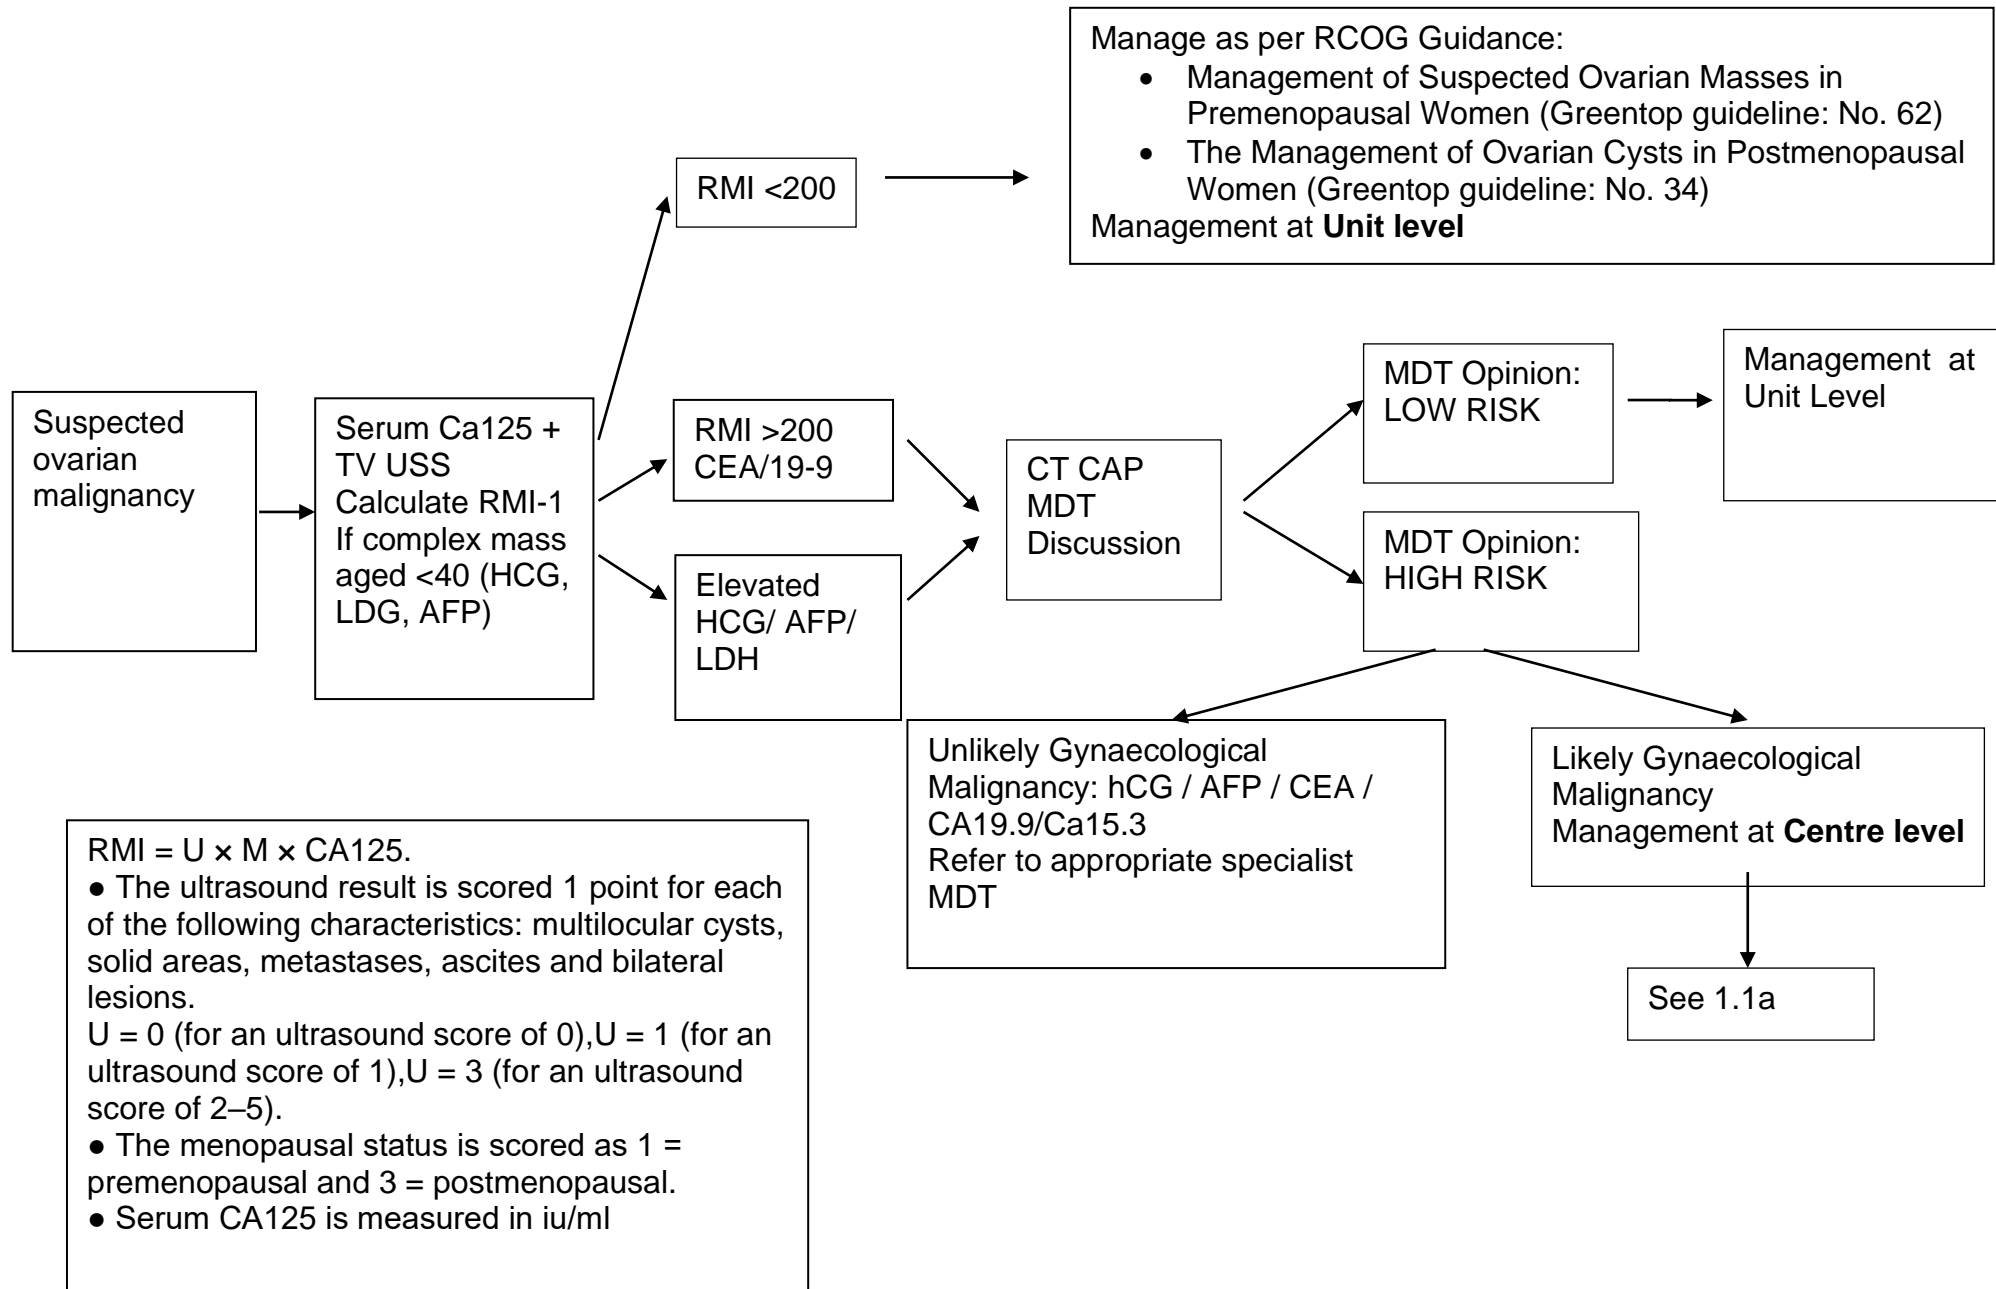 Manage as per RCOG Guidance:
● Management of Suspected Ovarian Masses in
Premenopausal Women (Greentop guideline: No. 62)
● The Management of Ovarian Cysts in Postmenopausal
Women (Greentop guideline: No. 34)
Management at Unit level
RMI <200
Suspected
ovarian
malignancy
Serum Ca125 +
TV USS
Calculate RMI-1
If complex mass
aged <40 (HCG,
LDG, AFP)
RMI >200
CEA/19-9
Elevated
HCG/ AFP/
LDH
CT CAP
MDT
Discussion
MDT Opinion:
LOW RISK
Management at
Unit Level
MDT Opinion:
HIGH RISK
Unlikely Gynaecological
Malignancy: hCG / AFP / CEA /
CA19.9/Ca15.3
Refer to appropriate specialist
MDT
Likely Gynaecological
Malignancy
Management at Centre level
See 1.1a
RMI = U × M × CA125.
● The ultrasound result is scored 1 point for each
of the following characteristics: multilocular cysts,
solid areas, metastases, ascites and bilateral
lesions.
U = 0 (for an ultrasound score of 0),U = 1 (for an
ultrasound score of 1),U = 3 (for an ultrasound
score of 2–5).
● The menopausal status is scored as 1 =
premenopausal and 3 = postmenopausal.
● Serum CA125 is measured in iu/ml